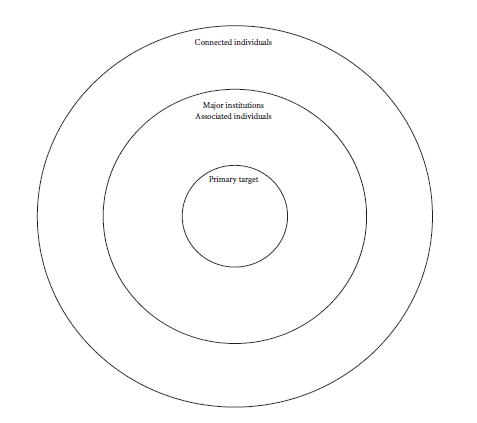 Connected individuals
Major institutions
Associated individuals
Primary target